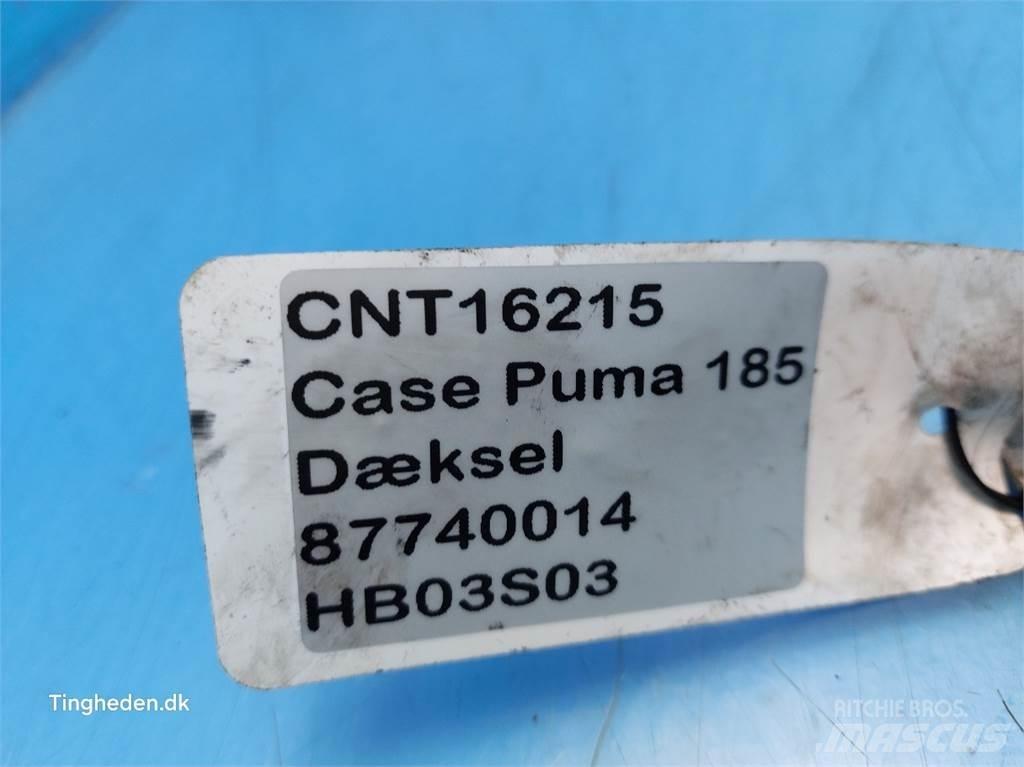 CNT16215
Case Puma 185
Dæksel
87740014
HB03S03
Tingheden.dk
RITCHIE BROS.
MASCUS